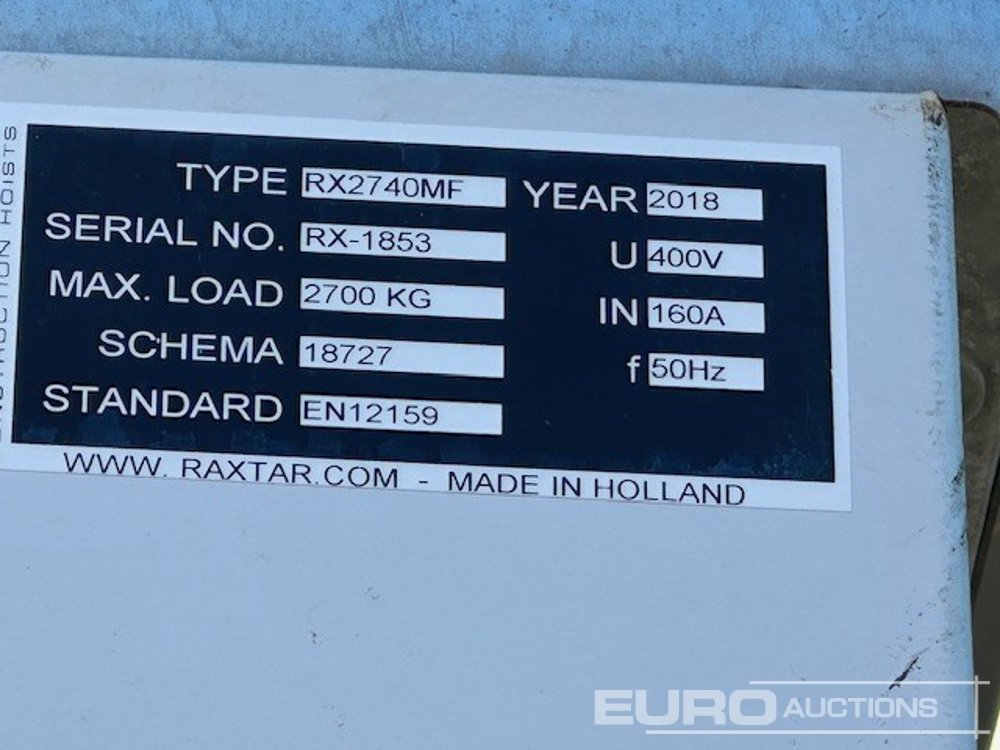 TYPE RX2740MF YEAR 2018
SERIAL NO. RX-1853 U 400V
MAX. LOAD 2700 KG IN 160A
SCHEMA 18727 f 50Hz
STANDARD EN12159
WWW. RAXTAR.COM - MADE IN HOLLAND
HOISTS
EURO AUCTIONS